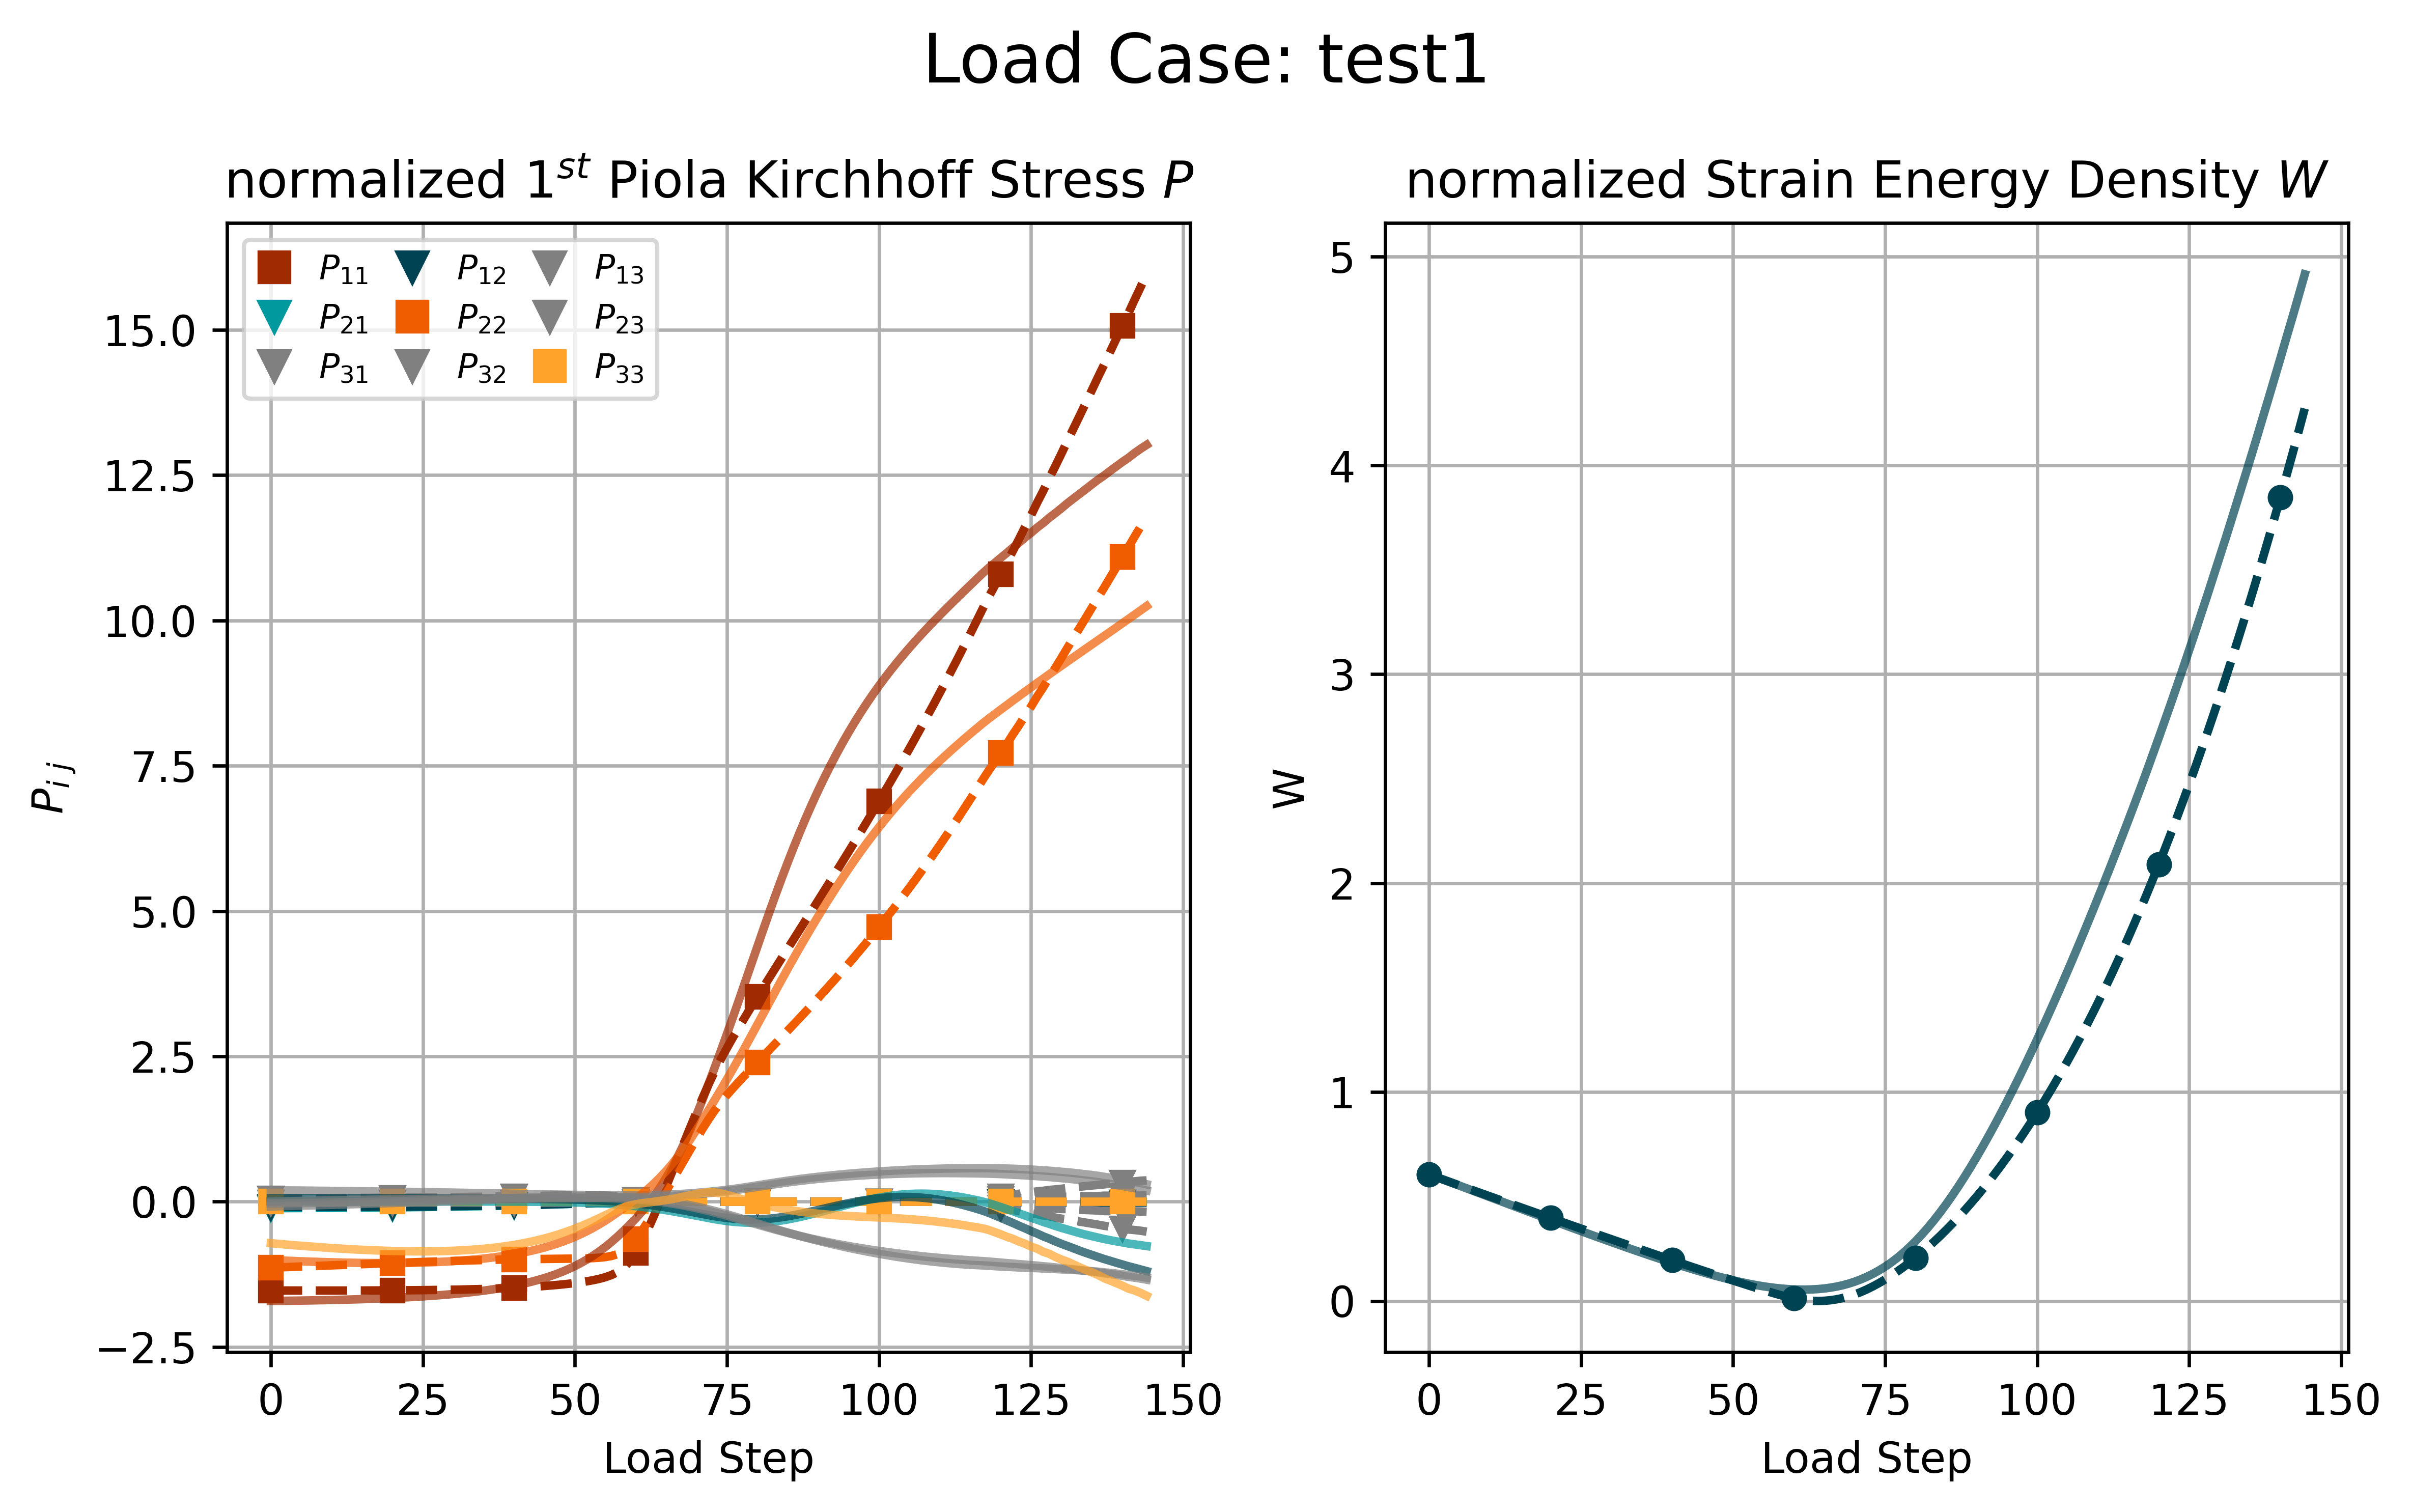 Load Case: test1
normalized 1st Piola Kirchhoff Stress P
P11 P12 P13
P21 P22 P23
P31 P32 P33
15.0
12.5
10.0
7.5
5.0
2.5
0.0
−2.5
Pi j
0 25 50 75 100 125 150
Load Step
normalized Strain Energy Density W
5
4
3
2
1
0
W
0 25 50 75 100 125 150
Load Step